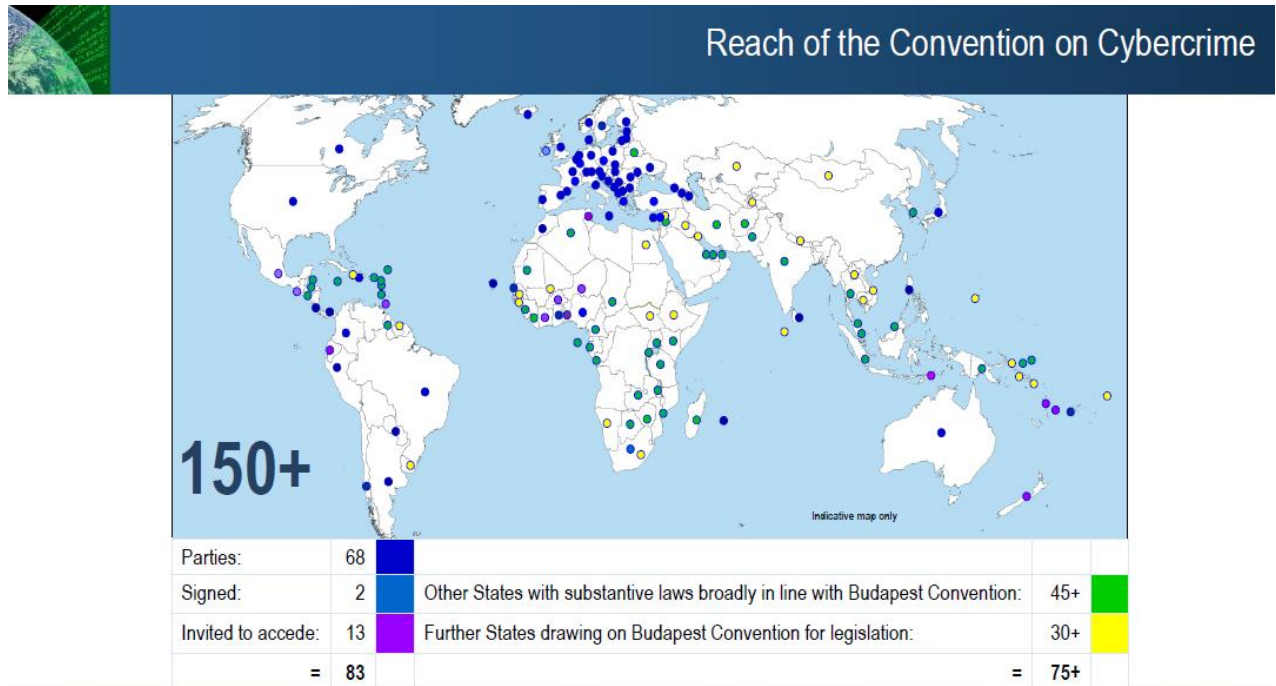 Reach of the Convention on Cybercrime
150+
Indicative map only
Parties: 68
Signed: 2 Other States with substantive laws broadly in line with Budapest Convention: 45+
Invited to accede: 13 Further States drawing on Budapest Convention for legislation: 30+
= 83 = 75+